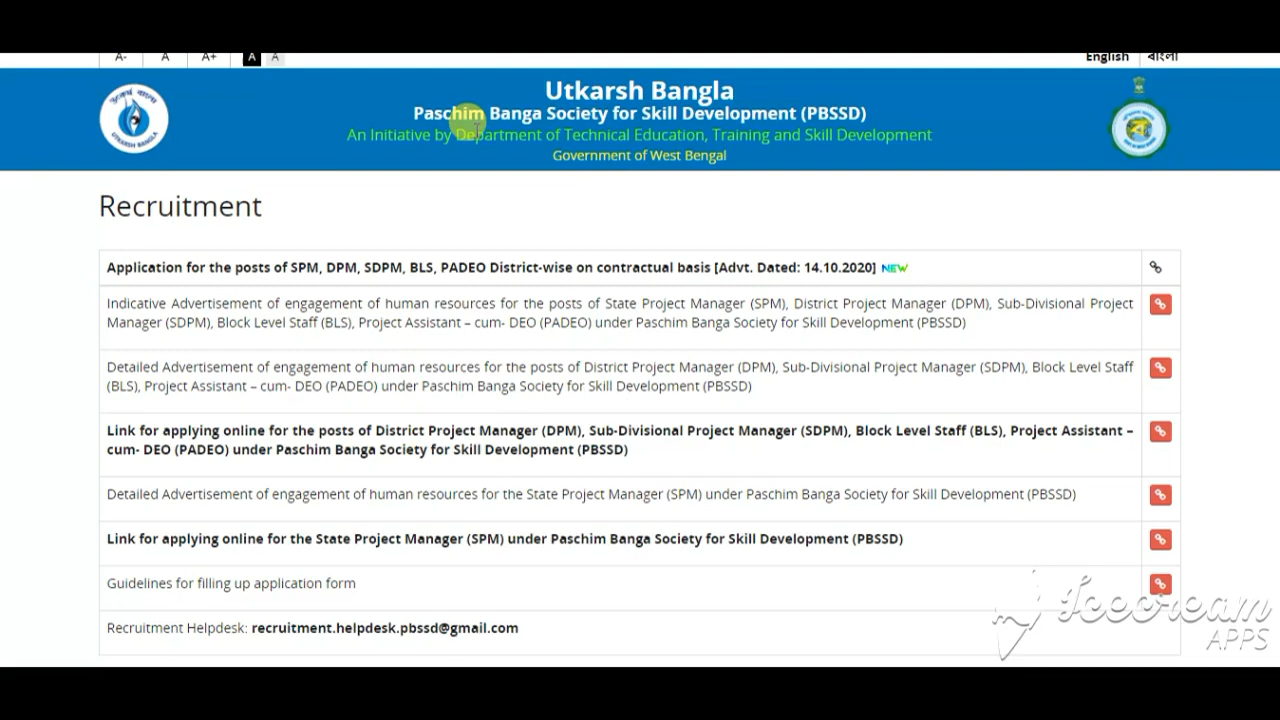 A- A A+ A A English বাংলা
Utkarsh Bangla
Paschim Banga Society for Skill Development (PBSSD)
An Initiative by Department of Technical Education, Training and Skill Development
Government of West Bengal
উৎকর্ষ বাংলা
UTKARSH BANGLA
Recruitment
Application for the posts of SPM, DPM, SDPM, BLS, PADEO District-wise on contractual basis [Advt. Dated: 14.10.2020] NEW
Indicative Advertisement of engagement of human resources for the posts of State Project Manager (SPM), District Project Manager (DPM), Sub-Divisional Project
Manager (SDPM), Block Level Staff (BLS), Project Assistant – cum- DEO (PADEO) under Paschim Banga Society for Skill Development (PBSSD)
Detailed Advertisement of engagement of human resources for the posts of District Project Manager (DPM), Sub-Divisional Project Manager (SDPM), Block Level Staff
(BLS), Project Assistant – cum- DEO (PADEO) under Paschim Banga Society for Skill Development (PBSSD)
Link for applying online for the posts of District Project Manager (DPM), Sub-Divisional Project Manager (SDPM), Block Level Staff (BLS), Project Assistant –
cum- DEO (PADEO) under Paschim Banga Society for Skill Development (PBSSD)
Detailed Advertisement of engagement of human resources for the State Project Manager (SPM) under Paschim Banga Society for Skill Development (PBSSD)
Link for applying online for the State Project Manager (SPM) under Paschim Banga Society for Skill Development (PBSSD)
Guidelines for filling up application form
Recruitment Helpdesk: recruitment.helpdesk.pbssd@gmail.com
Icecream
APPS